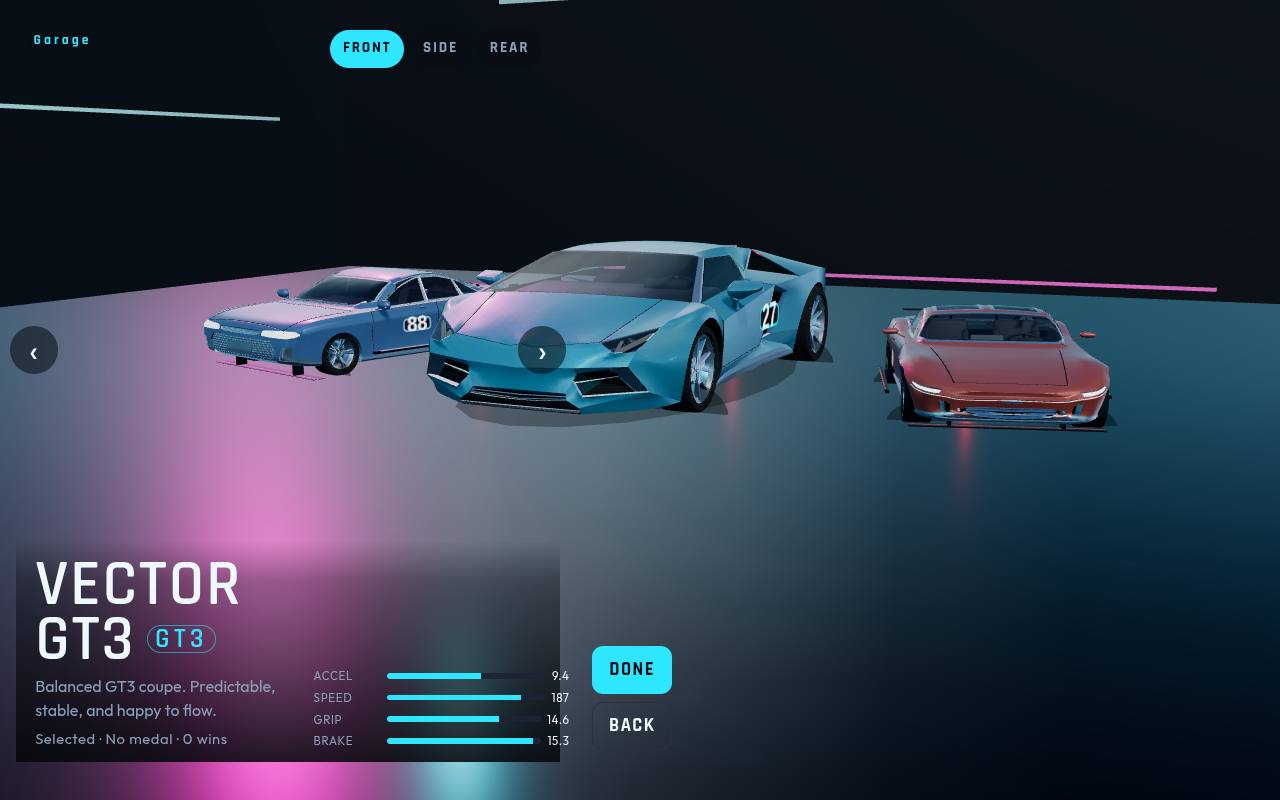 Garage
FRONT SIDE REAR
88
27
‹
›
VECTOR
GT3 GT3
Balanced GT3 coupe. Predictable,
stable, and happy to flow.
Selected · No medal · 0 wins
ACCEL 9.4
SPEED 187
GRIP 14.6
BRAKE 15.3
DONE
BACK